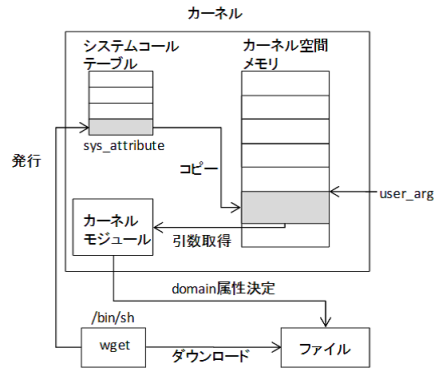 カーネル
システムコール
テーブル
カーネル空間
メモリ
sys_attribute
発行
コピー
user_arg
カーネル
モジュール
引数取得
domain属性決定
/bin/sh
wget
ダウンロード
ファイル